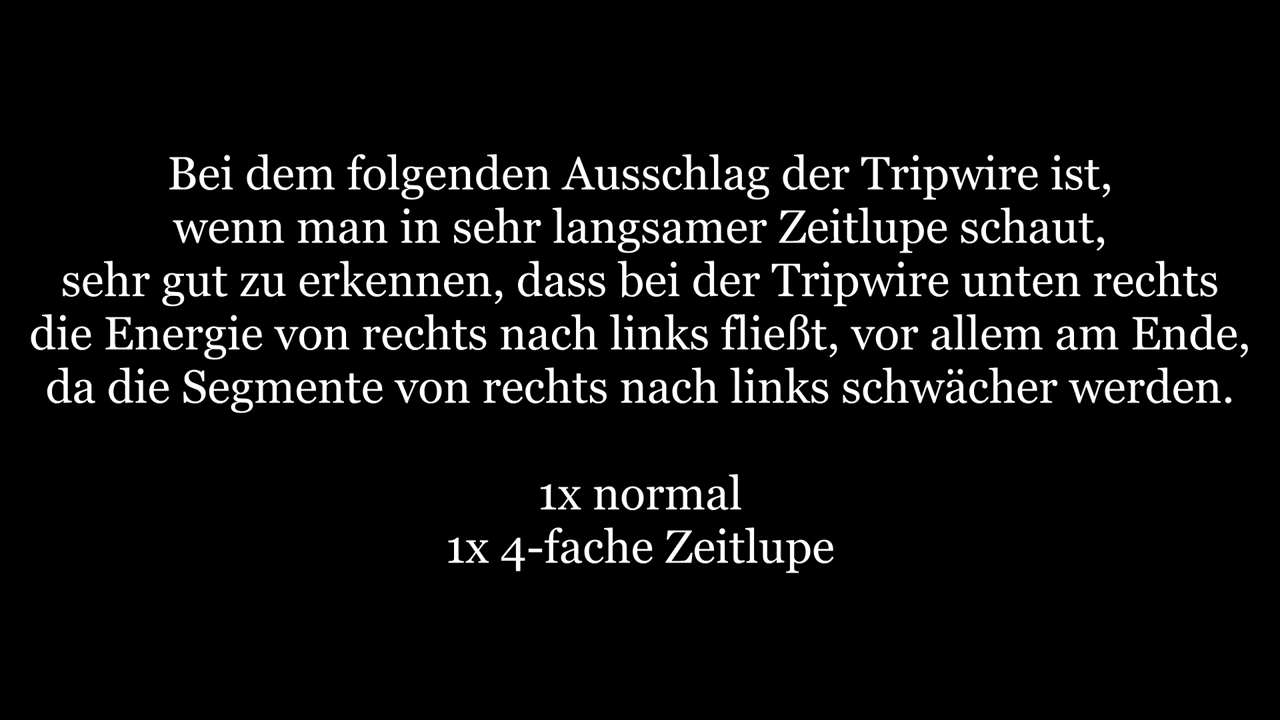 Bei dem folgenden Ausschlag der Tripwire ist,
wenn man in sehr langsamer Zeitlupe schaut,
sehr gut zu erkennen, dass bei der Tripwire unten rechts
die Energie von rechts nach links fließt, vor allem am Ende,
da die Segmente von rechts nach links schwächer werden.
1x normal
1x 4-fache Zeitlupe